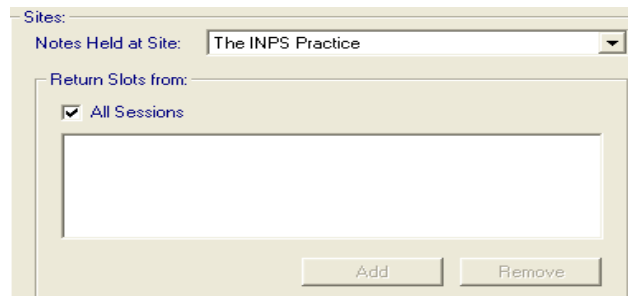 Sites:
Notes Held at Site: The INPS Practice
Return Slots from:
All Sessions
Add Remove